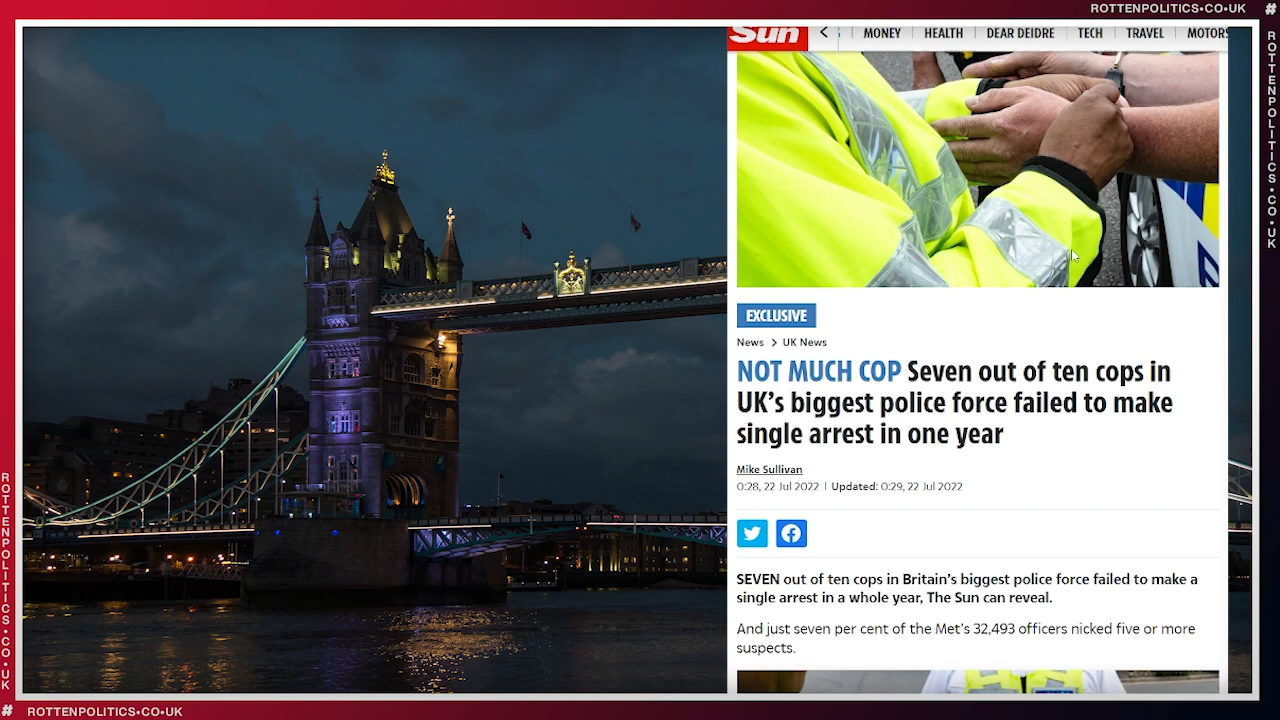 ROTTENPOLITICS•CO•UK #
Sun
MONEY HEALTH DEAR DEIDRE TECH TRAVEL MOTORS
EXCLUSIVE
News > UK News
NOT MUCH COP Seven out of ten cops in
UK's biggest police force failed to make
single arrest in one year
Mike Sullivan
0:28, 22 Jul 2022 | Updated: 0:29, 22 Jul 2022
SEVEN out of ten cops in Britain's biggest police force failed to make a
single arrest in a whole year, The Sun can reveal.
And just seven per cent of the Met's 32,493 officers nicked five or more
suspects.
ROTTENPOLITICS•CO•UK
ROTTENPOLITICS•CO•UK
# ROTTENPOLITICS•CO•UK